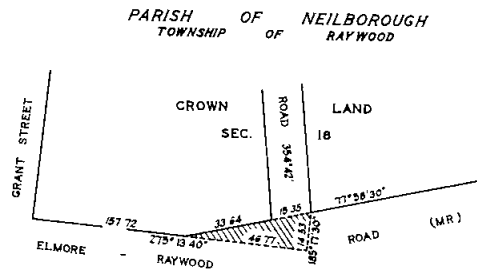 PARISH OF NEILBOROUGH
TOWNSHIP OF RAYWOOD
CROWN LAND
SEC. 18
ROAD 354°42'
GRANT STREET
157.72
33.64
15.35
77°58'30"
275°13'40"
46.77
14.53
185°17'30"
ELMORE - RAYWOOD ROAD (MR)